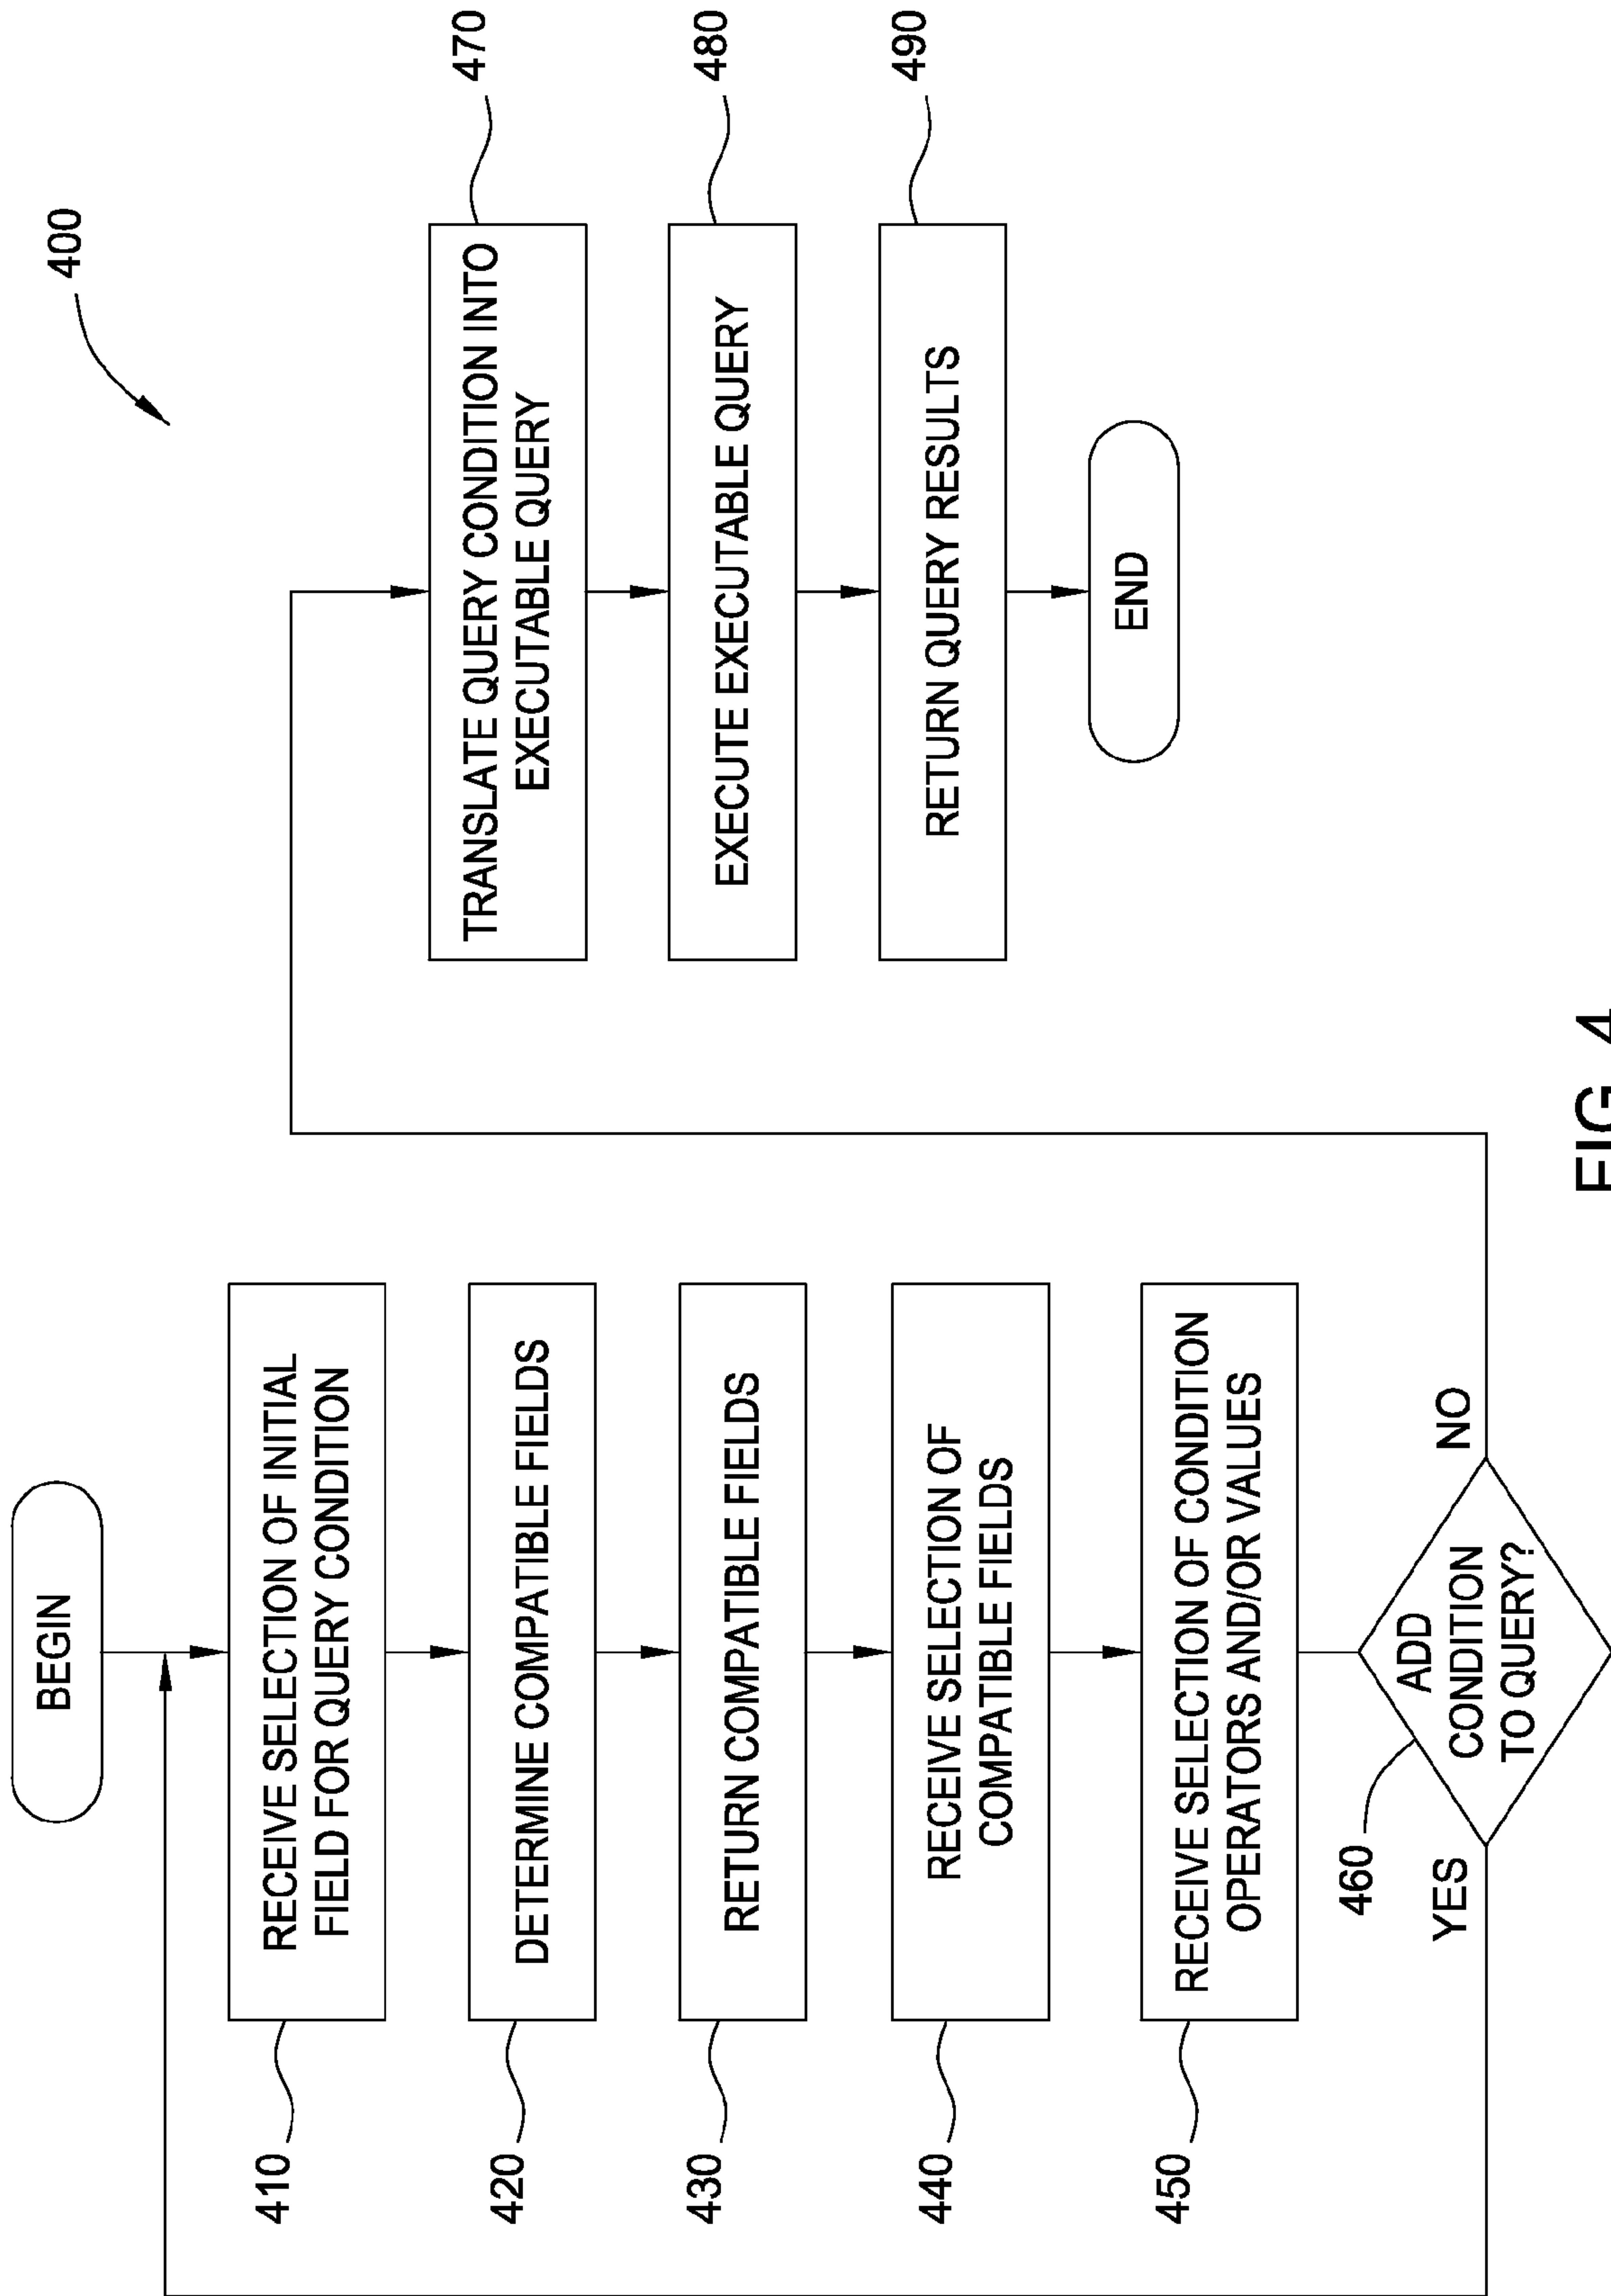 400
BEGIN
410
RECEIVE SELECTION OF INITIAL
FIELD FOR QUERY CONDITION
420
DETERMINE COMPATIBLE FIELDS
430
RETURN COMPATIBLE FIELDS
440
RECEIVE SELECTION OF
COMPATIBLE FIELDS
450
RECEIVE SELECTION OF CONDITION
OPERATORS AND/OR VALUES
460
YES
ADD
CONDITION
TO QUERY?
NO
TRANSLATE QUERY CONDITION INTO
EXECUTABLE QUERY
470
EXECUTE EXECUTABLE QUERY
480
RETURN QUERY RESULTS
490
END
FIG. 4